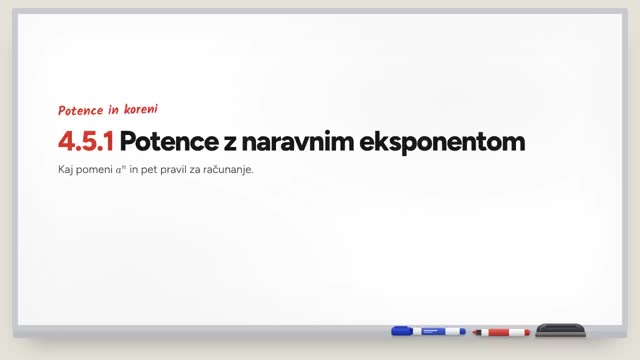 Potence in koreni
4.5.1 Potence z naravnim eksponentom
Kaj pomeni aⁿ in pet pravil za računanje.